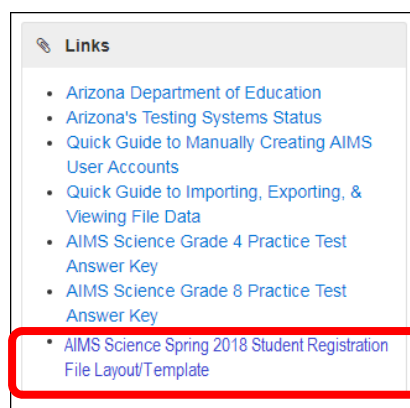 Links
• Arizona Department of Education
• Arizona's Testing Systems Status
• Quick Guide to Manually Creating AIMS
User Accounts
• Quick Guide to Importing, Exporting, &
Viewing File Data
• AIMS Science Grade 4 Practice Test
Answer Key
• AIMS Science Grade 8 Practice Test
Answer Key
• AIMS Science Spring 2018 Student Registration
File Layout/Template